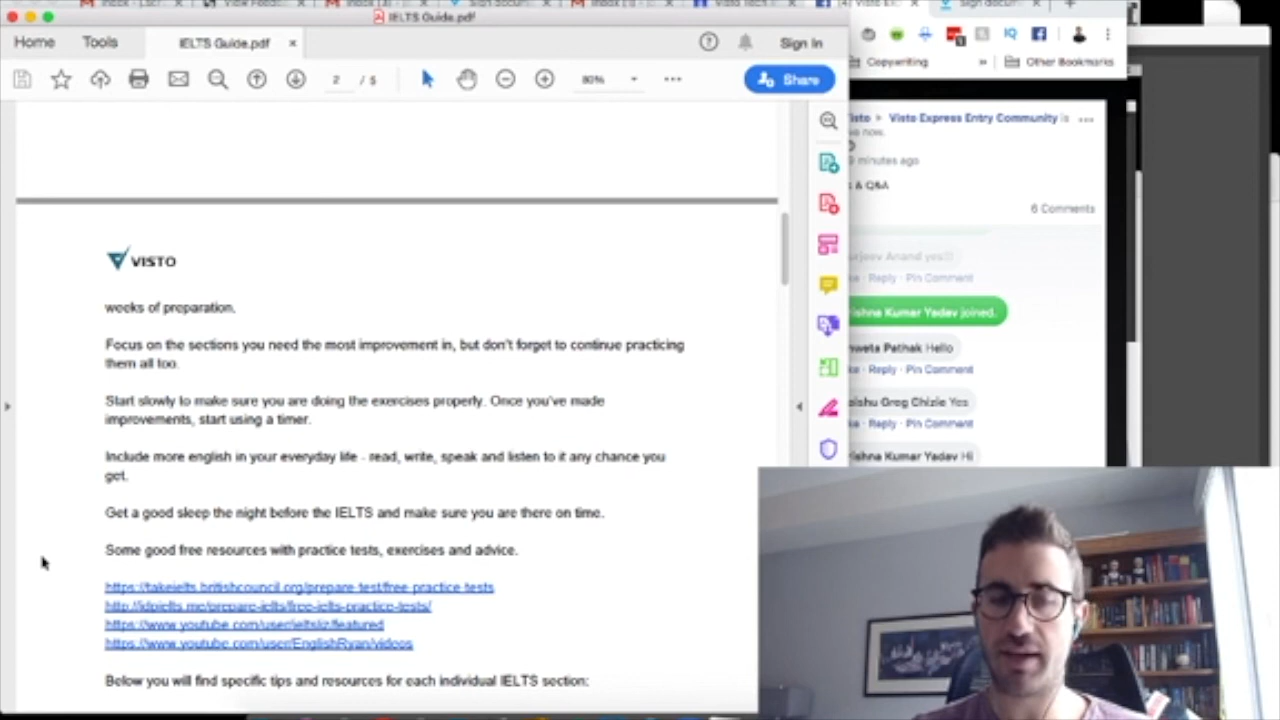 IELTS Guide.pdf
Home
Tools
IELTS Guide.pdf
Sign In
2 / 5
80%
Share
VISTO
weeks of preparation.
Focus on the sections you need the most improvement in, but don't forget to continue practicing
them all too.
Start slowly to make sure you are doing the exercises properly. Once you've made
improvements, start using a timer.
Include more english in your everyday life - read, write, speak and listen to it any chance you
get.
Get a good sleep the night before the IELTS and make sure you are there on time.
Some good free resources with practice tests, exercises and advice.
https://takeielts.britishcouncil.org/prepare-test/free-practice-tests
https://www.youtube.com/user/ieltsliz/featured
https://www.youtube.com/user/EnglishRyan/videos
Below you will find specific tips and resources for each individual IELTS section:
Copywriting
Other Bookmarks
Visto Express Entry Community is
minutes ago
A Q&A
6 Comments
Anand yes!!!
Reply · Pin Comment
Kumar Yadav joined.
Pathak Hello
Reply · Pin Comment
Greg Chizie Yes
Reply · Pin Comment
Kumar Yadav Hi